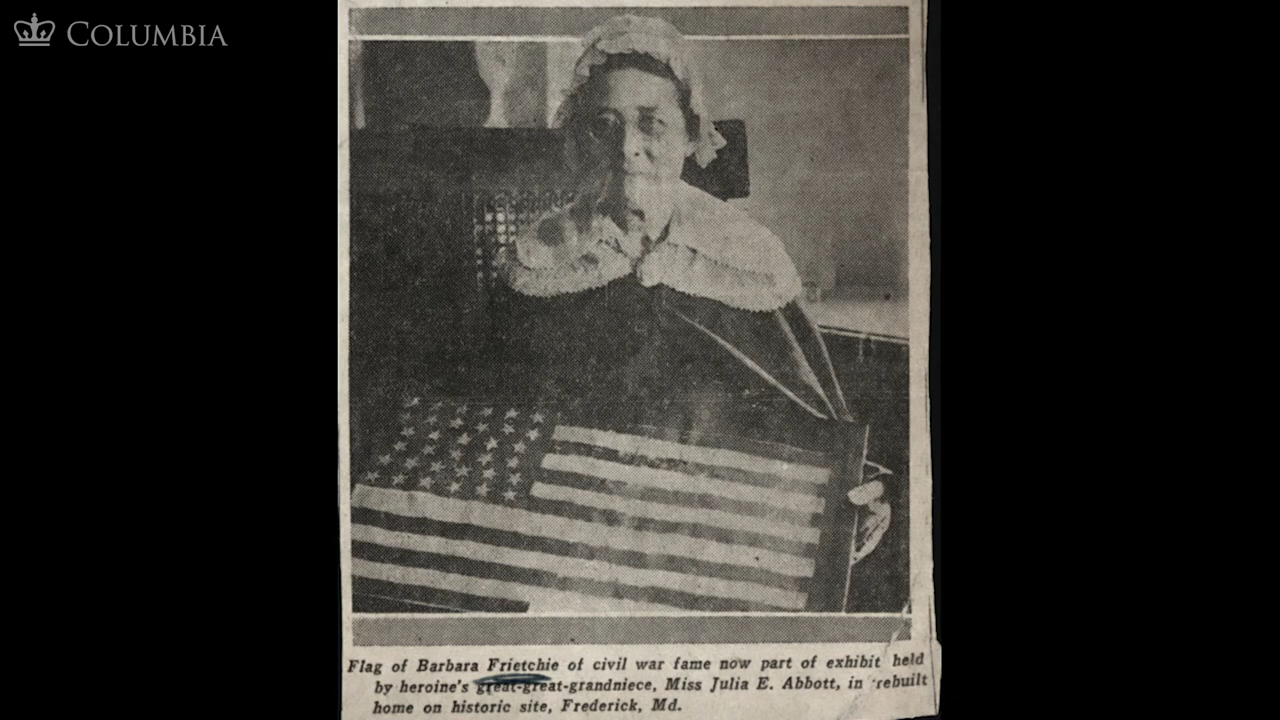 COLUMBIA
Flag of Barbara Frietchie of civil war fame now part of exhibit held
by heroine's great-great-grandniece, Miss Julia E. Abbott, in rebuilt
home on historic site, Frederick, Md.